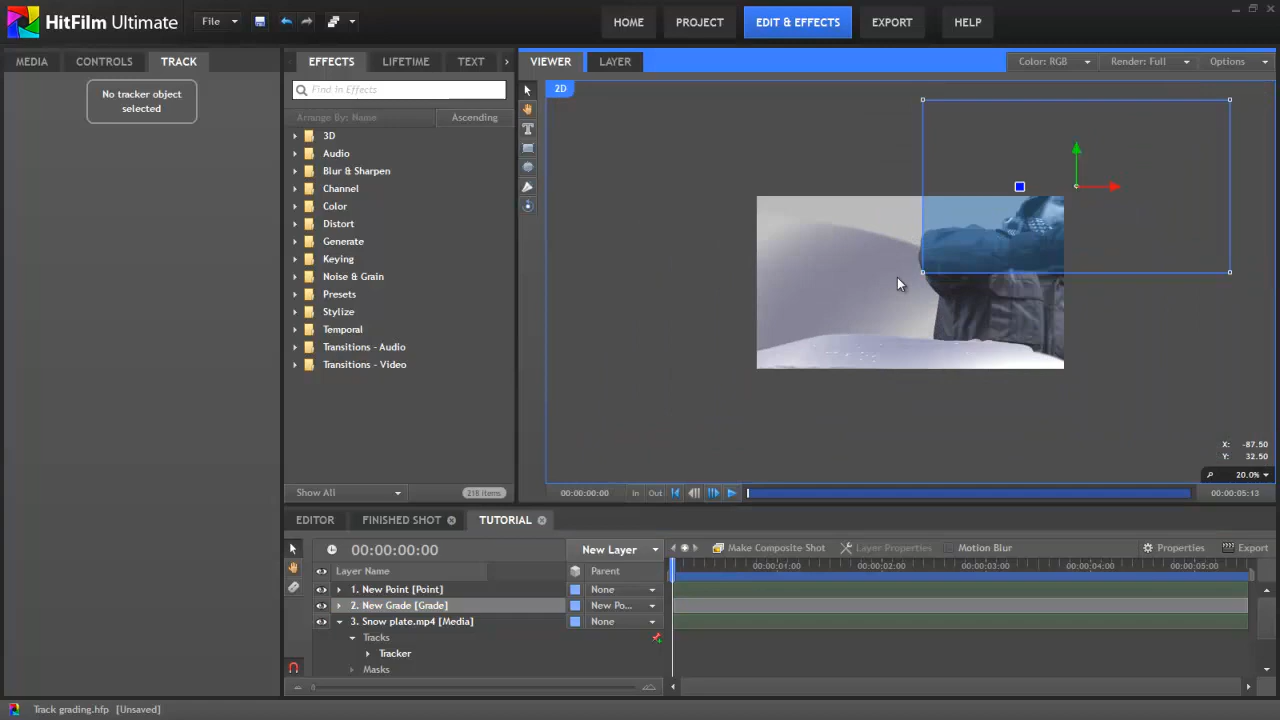 HitFilm Ultimate
File
HOME
PROJECT
EDIT & EFFECTS
EXPORT
HELP
MEDIA
CONTROLS
TRACK
No tracker object
selected
EFFECTS
LIFETIME
TEXT
Find in Effects
Arrange By: Name
Ascending
3D
Audio
Blur & Sharpen
Channel
Color
Distort
Generate
Keying
Noise & Grain
Presets
Stylize
Temporal
Transitions - Audio
Transitions - Video
Show All
218 items
VIEWER
LAYER
Color: RGB
Render: Full
Options
2D
X: -87.50
Y: 32.50
20.0%
00:00:00:00
In
Out
00:00:05:13
EDITOR
FINISHED SHOT
TUTORIAL
00:00:00:00
New Layer
Make Composite Shot
Layer Properties
Motion Blur
Properties
Export
Layer Name
Parent
00:00:01:00
00:00:02:00
00:00:03:00
00:00:04:00
00:00:05:00
1. New Point [Point]
None
2. New Grade [Grade]
New Po...
3. Snow plate.mp4 [Media]
None
Tracks
Tracker
Masks
Track grading.hfp
[Unsaved]